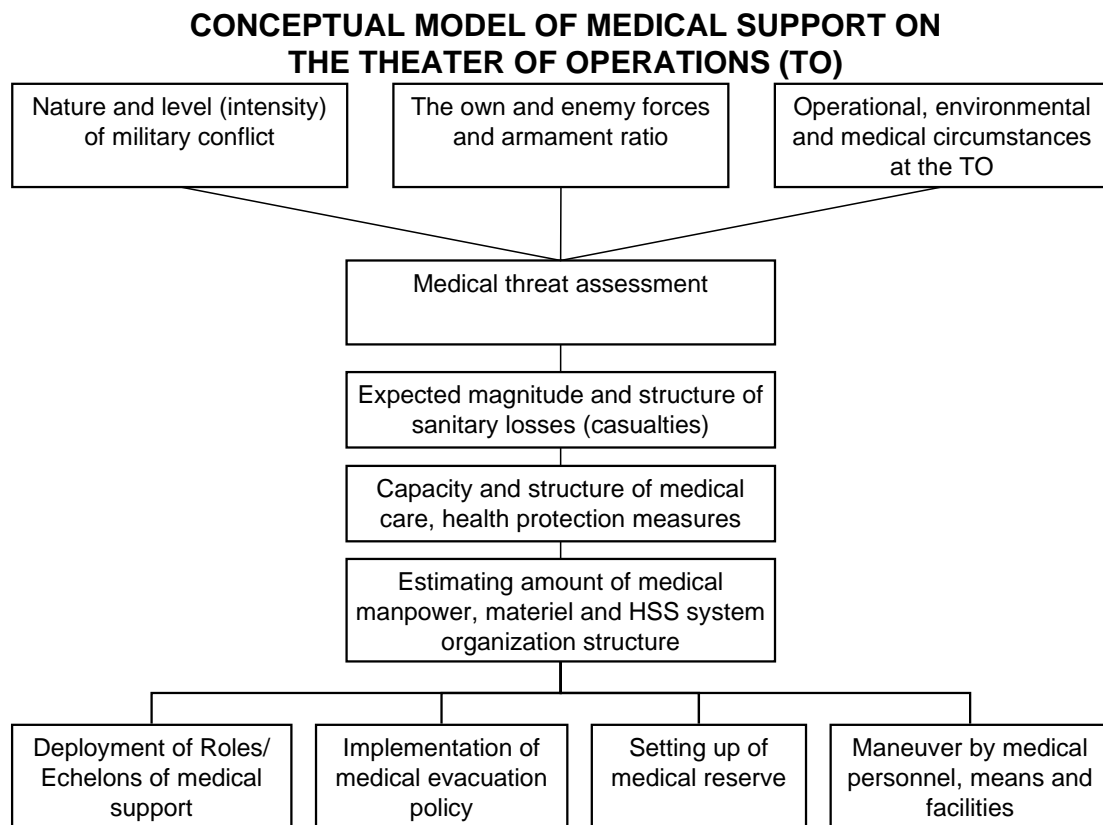 CONCEPTUAL MODEL OF MEDICAL SUPPORT ON
THE THEATER OF OPERATIONS (TO)
Nature and level (intensity)
of military conflict
The own and enemy forces
and armament ratio
Operational, environmental
and medical circumstances
at the TO
Medical threat assessment
Expected magnitude and structure of
sanitary losses (casualties)
Capacity and structure of medical
care, health protection measures
Estimating amount of medical
manpower, materiel and HSS system
organization structure
Deployment of Roles/
Echelons of medical
support
Implementation of
medical evacuation
policy
Setting up of
medical reserve
Maneuver by medical
personnel, means and
facilities